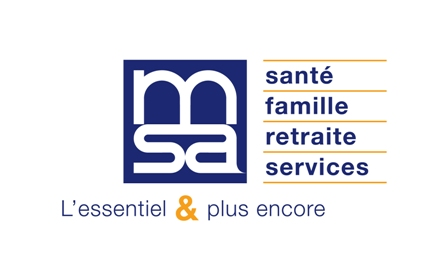 msa
santé
famille
retraite
services
L'essentiel & plus encore